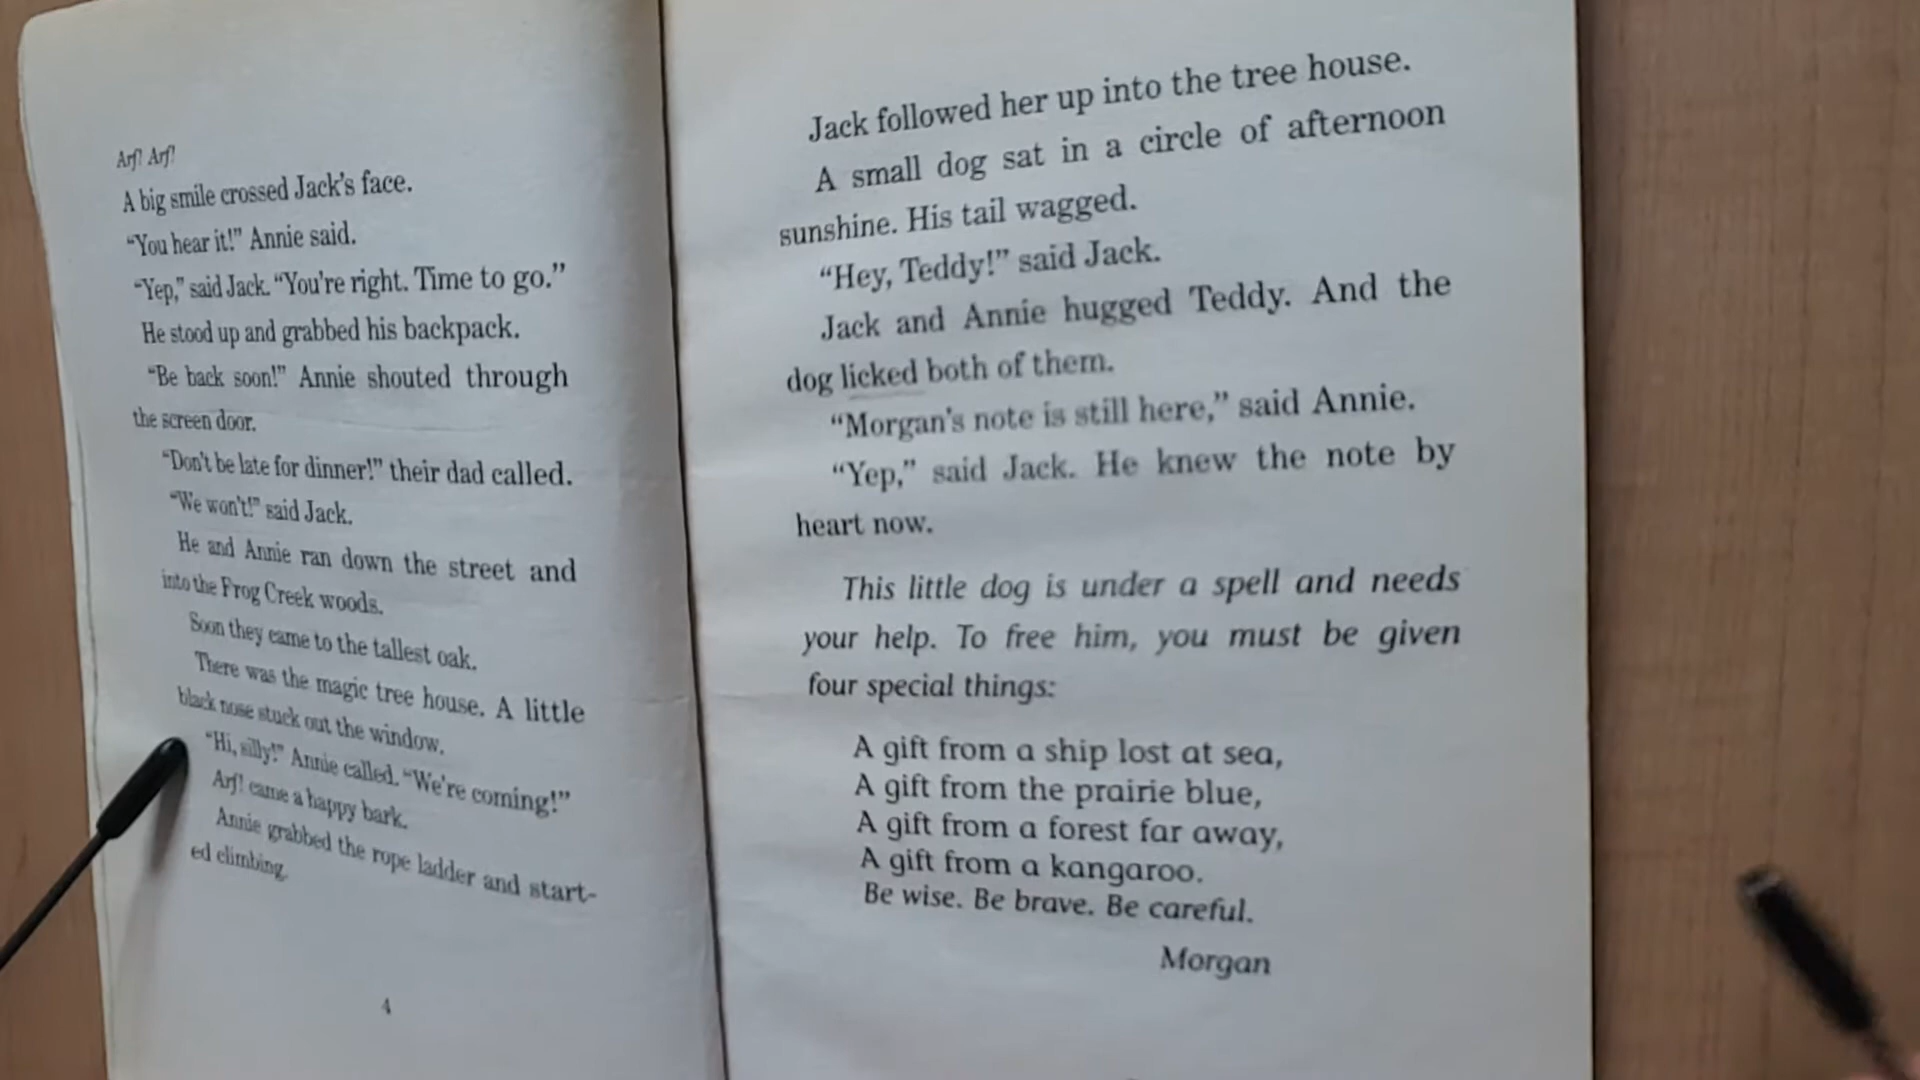 Arf! Arf!
A big smile crossed Jack's face.
“You hear it!” Annie said.
“Yep,” said Jack. “You're right. Time to go.”
He stood up and grabbed his backpack.
“Be back soon!” Annie shouted through
the screen door.
“Don't be late for dinner!” their dad called.
“We won't!” said Jack.
He and Annie ran down the street and
into the Frog Creek woods.
Soon they came to the tallest oak.
There was the magic tree house. A little
black nose stuck out the window.
“Hi, silly!” Annie called. “We're coming!”
Arf! came a happy bark.
Annie grabbed the rope ladder and start-
ed climbing.
4
Jack followed her up into the tree house.
A small dog sat in a circle of afternoon
sunshine. His tail wagged.
“Hey, Teddy!” said Jack.
Jack and Annie hugged Teddy. And the
dog licked both of them.
“Morgan's note is still here,” said Annie.
“Yep,” said Jack. He knew the note by
heart now.
This little dog is under a spell and needs
your help. To free him, you must be given
four special things:
A gift from a ship lost at sea,
A gift from the prairie blue,
A gift from a forest far away,
A gift from a kangaroo.
Be wise. Be brave. Be careful.
Morgan